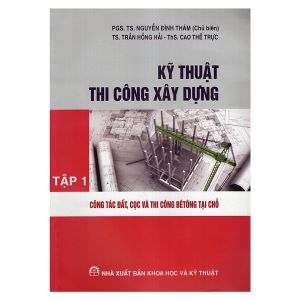 PGS. TS. NGUYỄN ĐÌNH THÁM (Chủ biên)
TS. TRẦN HỒNG HẢI - ThS. CAO THẾ TRỰC
KỸ THUẬT
THI CÔNG XÂY DỰNG
TẬP 1
CÔNG TÁC ĐẤT, CỌC VÀ THI CÔNG BÊTÔNG TẠI CHỖ
NHÀ XUẤT BẢN KHOA HỌC VÀ KỸ THUẬT